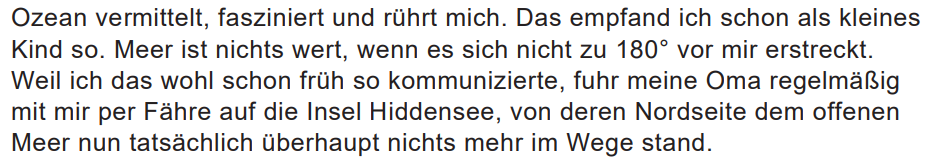 Ozean vermittelt, fasziniert und rührt mich. Das empfand ich schon als kleines
Kind so. Meer ist nichts wert, wenn es sich nicht zu 180° vor mir erstreckt.
Weil ich das wohl schon früh so kommunizierte, fuhr meine Oma regelmäßig
mit mir per Fähre auf die Insel Hiddensee, von deren Nordseite dem offenen
Meer nun tatsächlich überhaupt nichts mehr im Wege stand.